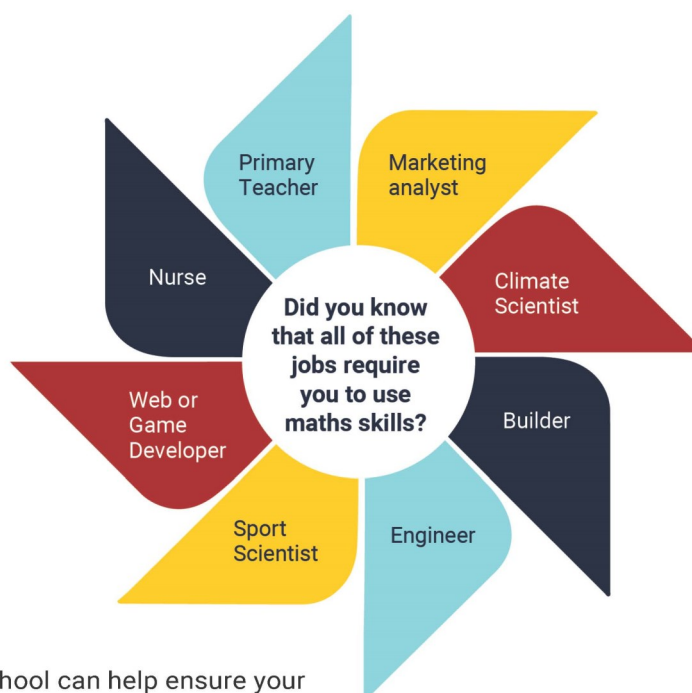 Primary
Teacher
Marketing
analyst
Climate
Scientist
Builder
Engineer
Sport
Scientist
Web or
Game
Developer
Nurse
Did you know
that all of these
jobs require
you to use
maths skills?
can help ensure your